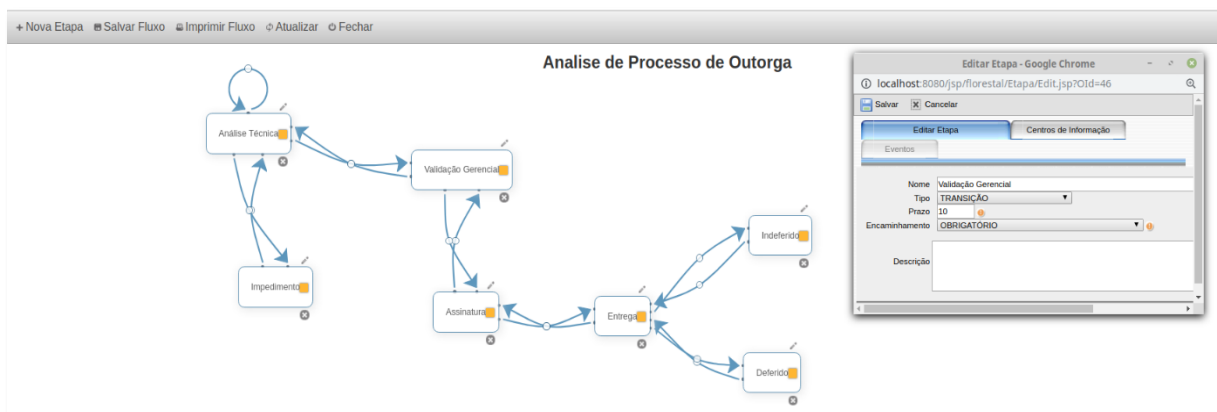 Nova Etapa Salvar Fluxo Imprimir Fluxo Atualizar Fechar
Analise de Processo de Outorga
Análise Técnica
Validação Gerencial
Impedimento
Assinatura
Entrega
Indeferido
Deferido
Editar Etapa - Google Chrome
localhost:8080/jsp/florestal/Etapa/Edit.jsp?OId=46
Salvar Cancelar
Editar Etapa Centros de Informação
Eventos
Nome Validação Gerencial
Tipo TRANSIÇÃO
Prazo 10
Encaminhamento OBRIGATÓRIO
Descrição